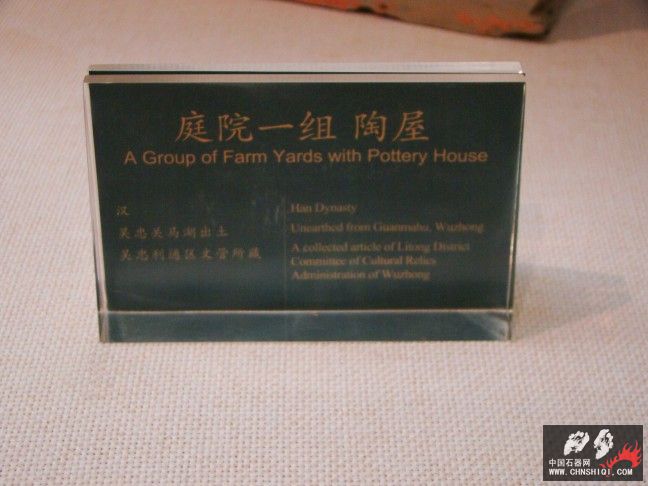 庭院一组 陶屋
A Group of Farm Yards with Pottery House
汉
吴忠关马湖出土
吴忠利通区文管所藏
Han Dynasty
Unearthed from Guanmahu, Wuzhong
A collected article of Litong District
Committee of Cultural Relics
Administration of Wuzhong
中国石器网
WWW.CHNSHIQI.COM